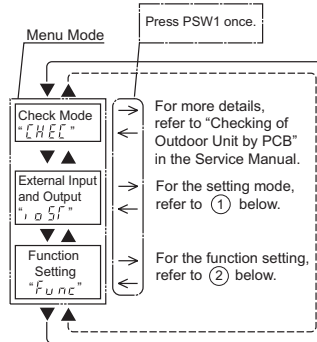 Menu Mode
Press PSW1 once.
Check Mode
"CHEC"
For more details,
refer to “Checking of
Outdoor Unit by PCB”
in the Service Manual.
External Input
and Output
"ioST"
For the setting mode,
refer to ① below.
Function
Setting
"Func"
For the function setting,
refer to ② below.